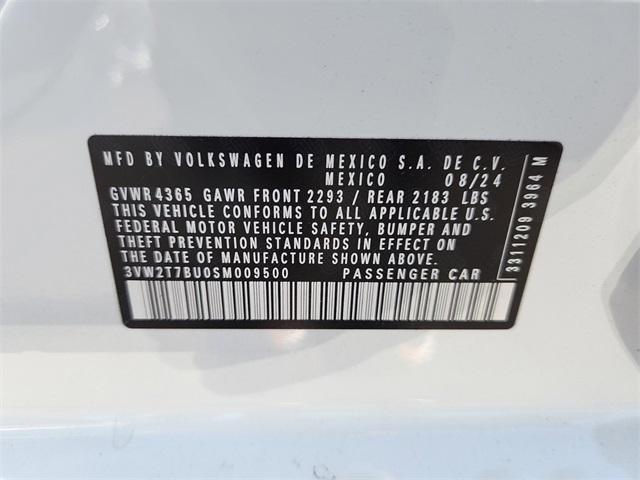 MFD BY VOLKSWAGEN DE MEXICO S.A. DE C.V.
MEXICO 08/24
GVWR 4365 GAWR FRONT 2293 / REAR 2183 LBS
THIS VEHICLE CONFORMS TO ALL APPLICABLE U.S.
FEDERAL MOTOR VEHICLE SAFETY, BUMPER AND
THEFT PREVENTION STANDARDS IN EFFECT ON
THE DATE OF MANUFACTURE SHOWN ABOVE.
3VW2T7BU0SM009500 PASSENGER CAR
3311209 3964 M